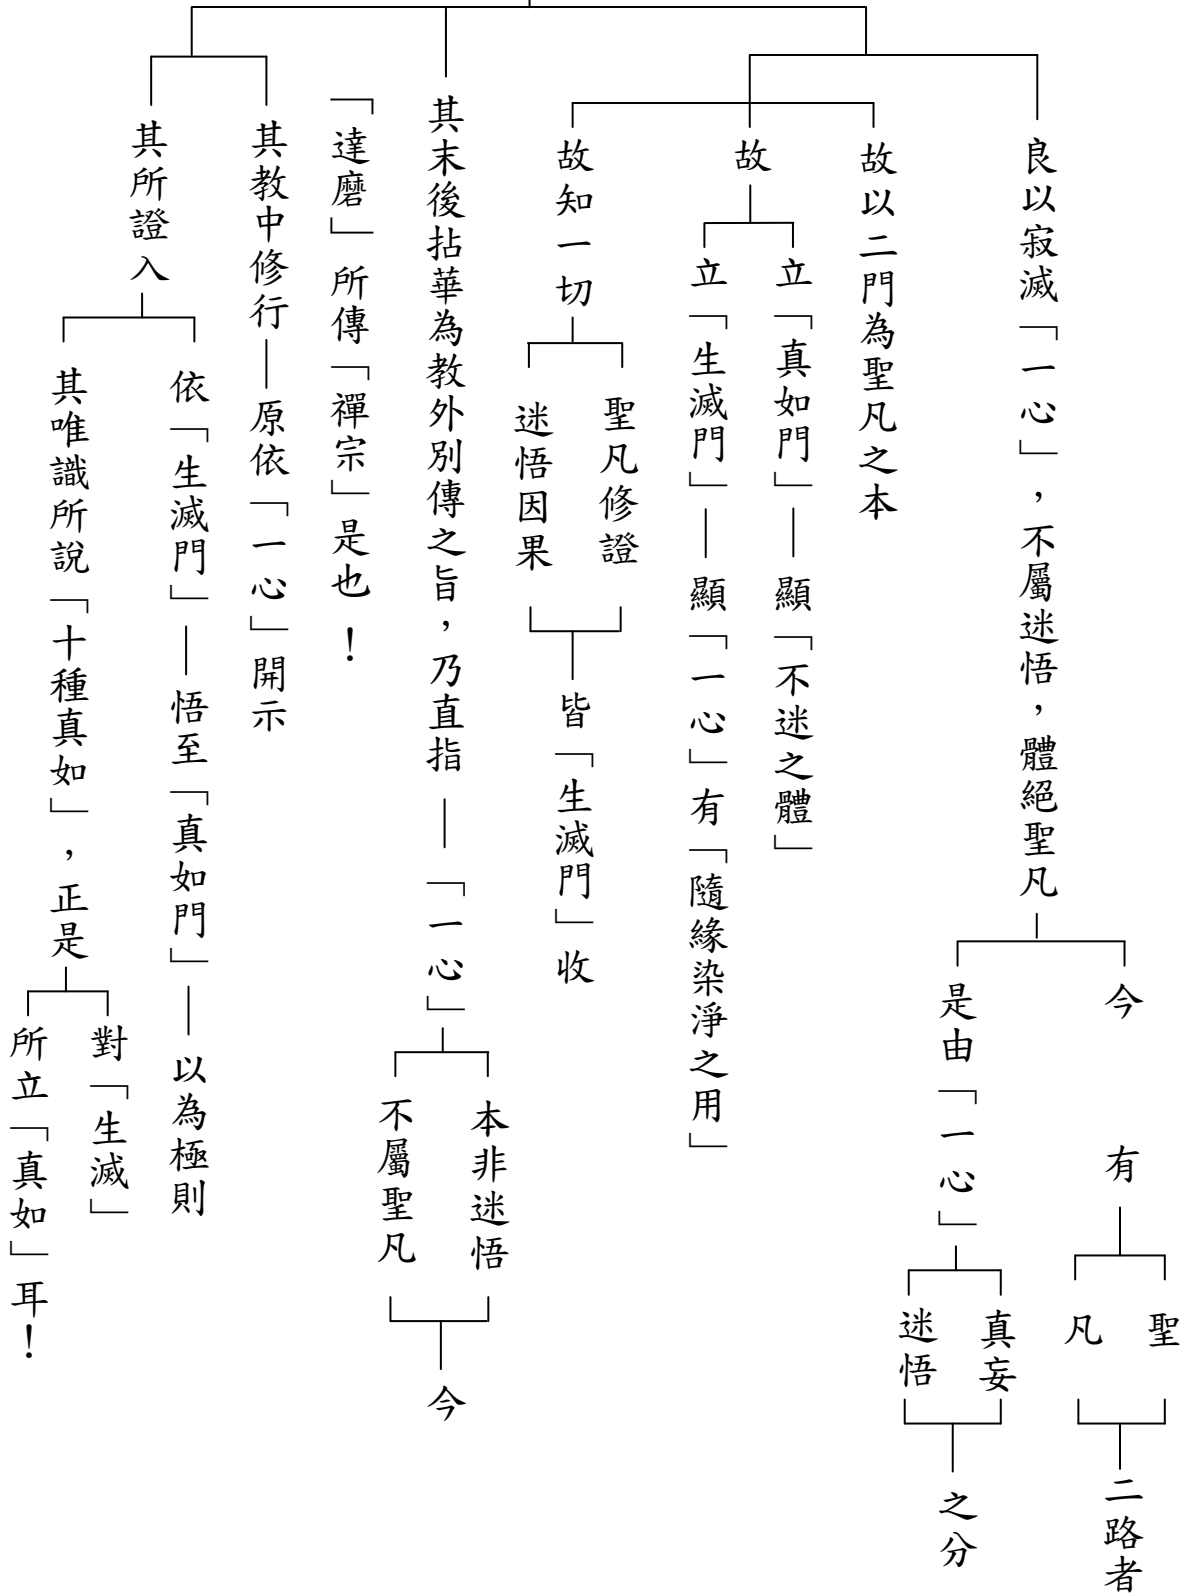 良以寂滅「一心」，不屬迷悟，體絕聖凡
今　有
聖
凡
二路者
是由「一心」
真妄
迷悟
之分
故以二門為聖凡之本
故
立「真如門」—顯「不迷之體」
立「生滅門」—顯「一心」有「隨緣染淨之用」
故知一切
聖凡修證
迷悟因果
皆「生滅門」收
其末後拈華為教外別傳之旨，乃直指—「一心」
本非迷悟
不屬聖凡
今
「達磨」所傳「禪宗」是也！
其教中修行—原依「一心」開示
其所證入
依「生滅門」—悟至「真如門」—以為極則
其唯識所說「十種真如」，正是
對「生滅」
所立「真如」耳！